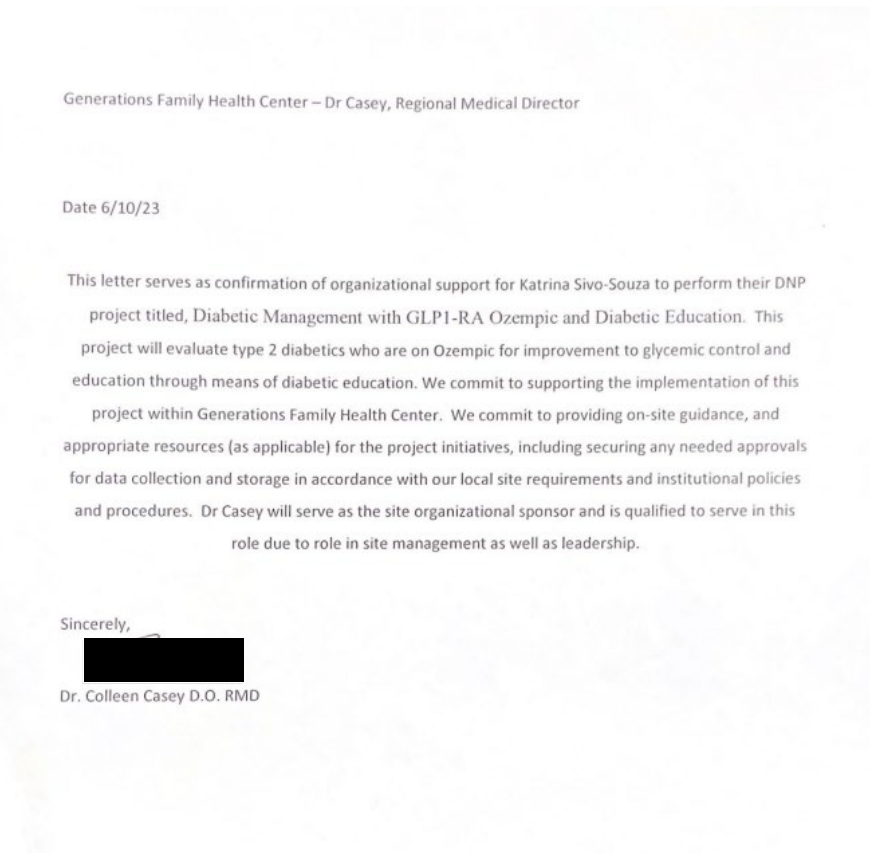 Generations Family Health Center – Dr Casey, Regional Medical Director
Date 6/10/23
This letter serves as confirmation of organizational support for Katrina Sivo-Souza to perform their DNP
project titled, Diabetic Management with GLP1-RA Ozempic and Diabetic Education. This
project will evaluate type 2 diabetics who are on Ozempic for improvement to glycemic control and
education through means of diabetic education. We commit to supporting the implementation of this
project within Generations Family Health Center. We commit to providing on-site guidance, and
appropriate resources (as applicable) for the project initiatives, including securing any needed approvals
for data collection and storage in accordance with our local site requirements and institutional policies
and procedures. Dr Casey will serve as the site organizational sponsor and is qualified to serve in this
role due to role in site management as well as leadership.
Sincerely,
Dr. Colleen Casey D.O. RMD